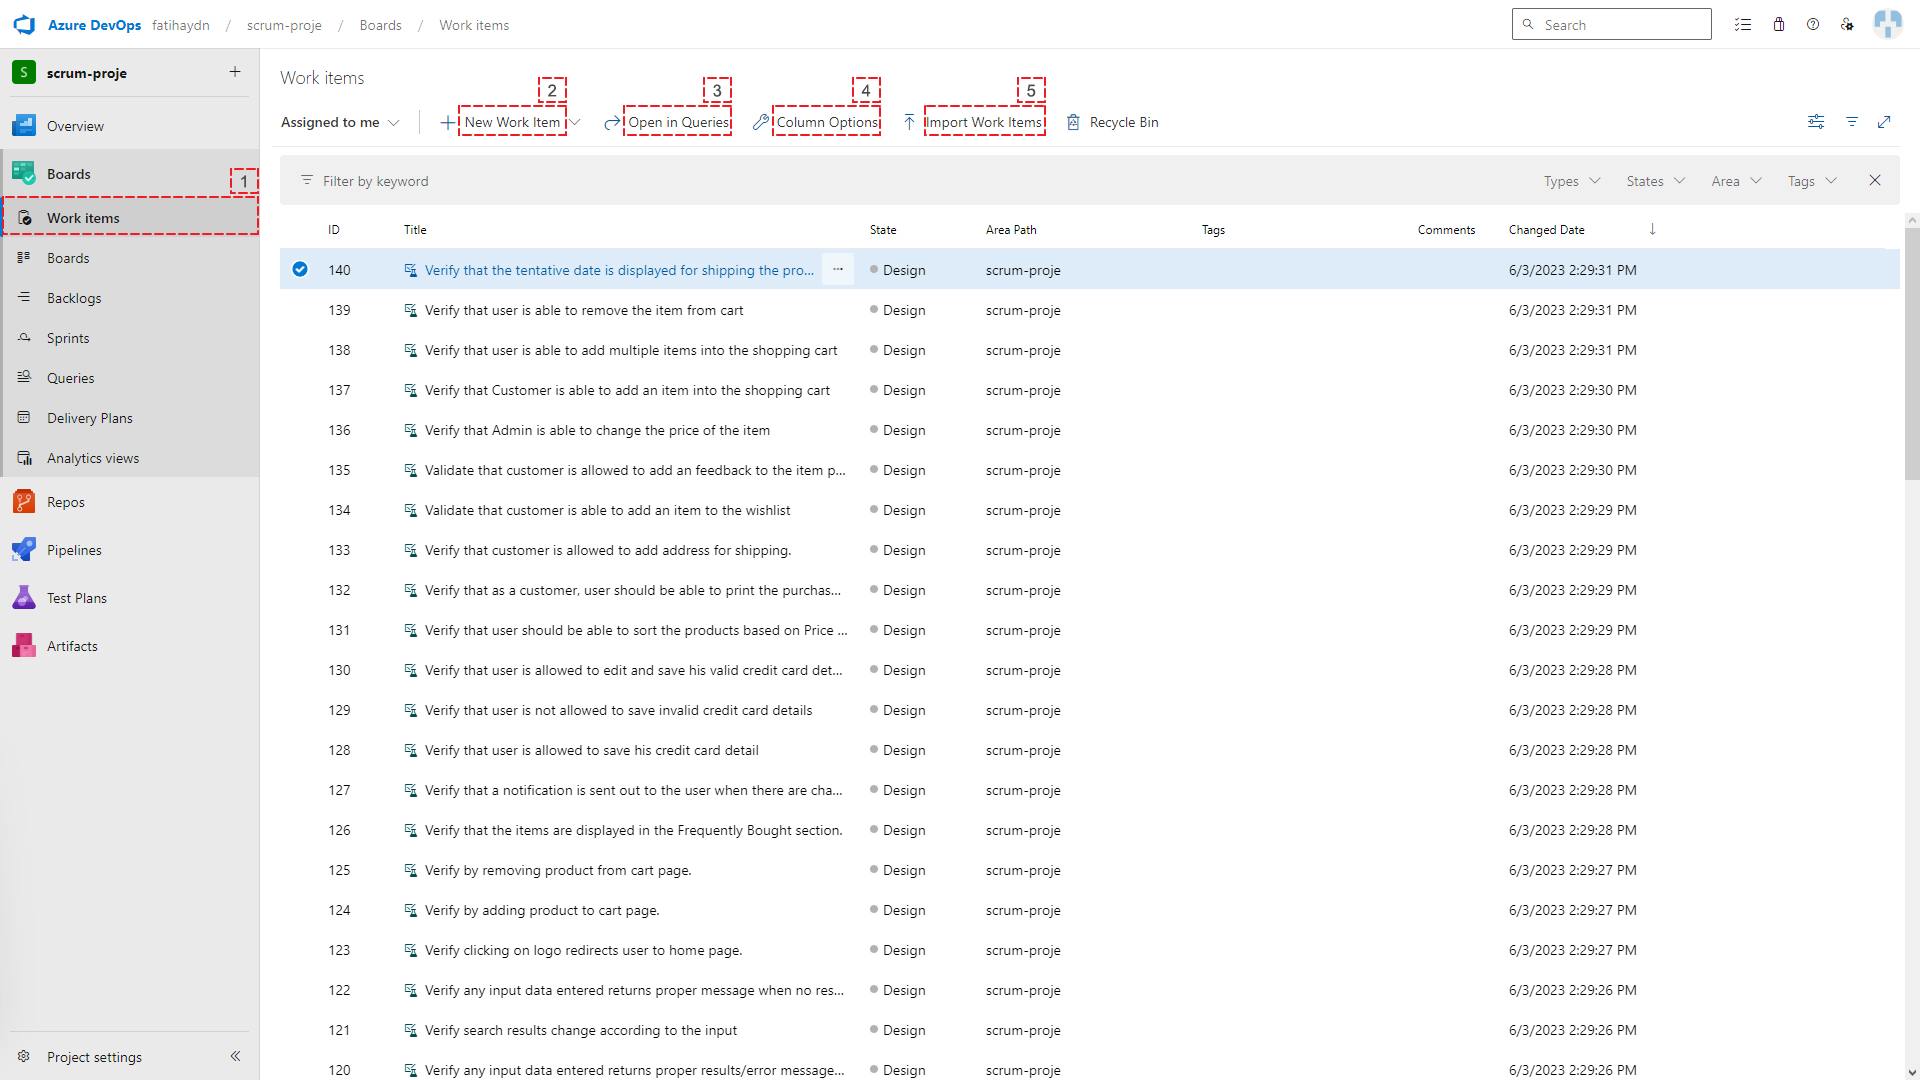 Azure DevOps fatihaydn / scrum-proje / Boards / Work items
Search
S scrum-proje
Overview
Boards
1
Work items
Boards
Backlogs
Sprints
Queries
Delivery Plans
Analytics views
Repos
Pipelines
Test Plans
Artifacts
Project settings
Work items
2 3 4 5
Assigned to me New Work Item Open in Queries Column Options Import Work Items Recycle Bin
Filter by keyword Types States Area Tags
ID Title State Area Path Tags Comments Changed Date
140 Verify that the tentative date is displayed for shipping the pro... Design scrum-proje 6/3/2023 2:29:31 PM
139 Verify that user is able to remove the item from cart Design scrum-proje 6/3/2023 2:29:31 PM
138 Verify that user is able to add multiple items into the shopping cart Design scrum-proje 6/3/2023 2:29:31 PM
137 Verify that Customer is able to add an item into the shopping cart Design scrum-proje 6/3/2023 2:29:30 PM
136 Verify that Admin is able to change the price of the item Design scrum-proje 6/3/2023 2:29:30 PM
135 Validate that customer is allowed to add an feedback to the item p... Design scrum-proje 6/3/2023 2:29:30 PM
134 Validate that customer is able to add an item to the wishlist Design scrum-proje 6/3/2023 2:29:29 PM
133 Verify that customer is allowed to add address for shipping. Design scrum-proje 6/3/2023 2:29:29 PM
132 Verify that as a customer, user should be able to print the purchas... Design scrum-proje 6/3/2023 2:29:29 PM
131 Verify that user should be able to sort the products based on Price ... Design scrum-proje 6/3/2023 2:29:29 PM
130 Verify that user is allowed to edit and save his valid credit card det... Design scrum-proje 6/3/2023 2:29:28 PM
129 Verify that user is not allowed to save invalid credit card details Design scrum-proje 6/3/2023 2:29:28 PM
128 Verify that user is allowed to save his credit card detail Design scrum-proje 6/3/2023 2:29:28 PM
127 Verify that a notification is sent out to the user when there are cha... Design scrum-proje 6/3/2023 2:29:28 PM
126 Verify that the items are displayed in the Frequently Bought section. Design scrum-proje 6/3/2023 2:29:28 PM
125 Verify by removing product from cart page. Design scrum-proje 6/3/2023 2:29:27 PM
124 Verify by adding product to cart page. Design scrum-proje 6/3/2023 2:29:27 PM
123 Verify clicking on logo redirects user to home page. Design scrum-proje 6/3/2023 2:29:27 PM
122 Verify any input data entered returns proper message when no res... Design scrum-proje 6/3/2023 2:29:26 PM
121 Verify search results change according to the input Design scrum-proje 6/3/2023 2:29:26 PM
120 Verify any input data entered returns proper results/error message... Design scrum-proje 6/3/2023 2:29:26 PM